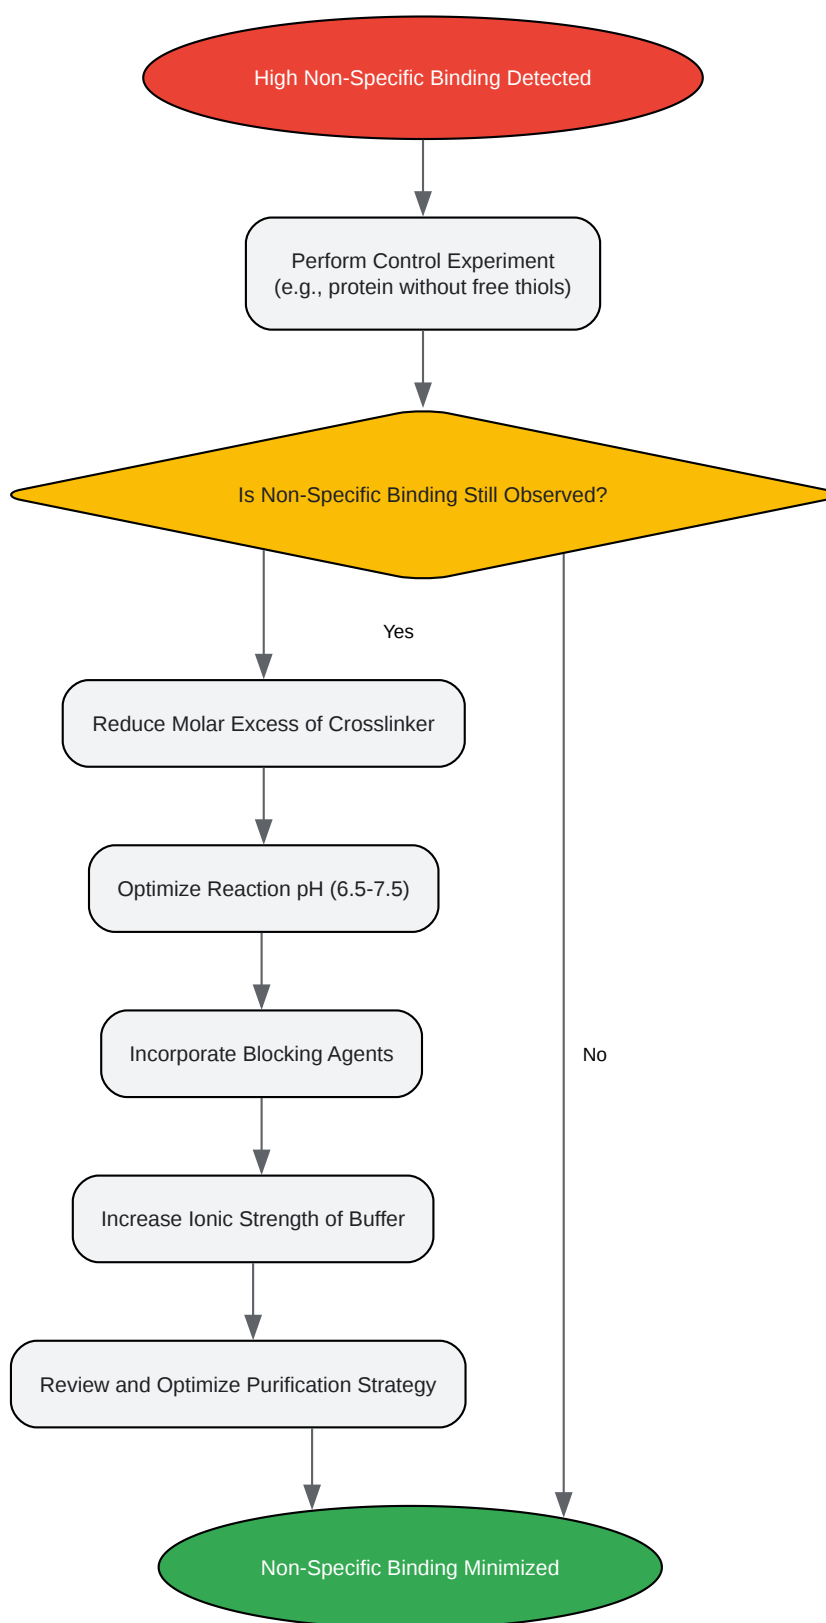 High Non-Specific Binding Detected
Perform Control Experiment
(e.g., protein without free thiols)
Is Non-Specific Binding Still Observed?
Yes
Reduce Molar Excess of Crosslinker
Optimize Reaction pH (6.5-7.5)
Incorporate Blocking Agents
No
Increase Ionic Strength of Buffer
Review and Optimize Purification Strategy
Non-Specific Binding Minimized